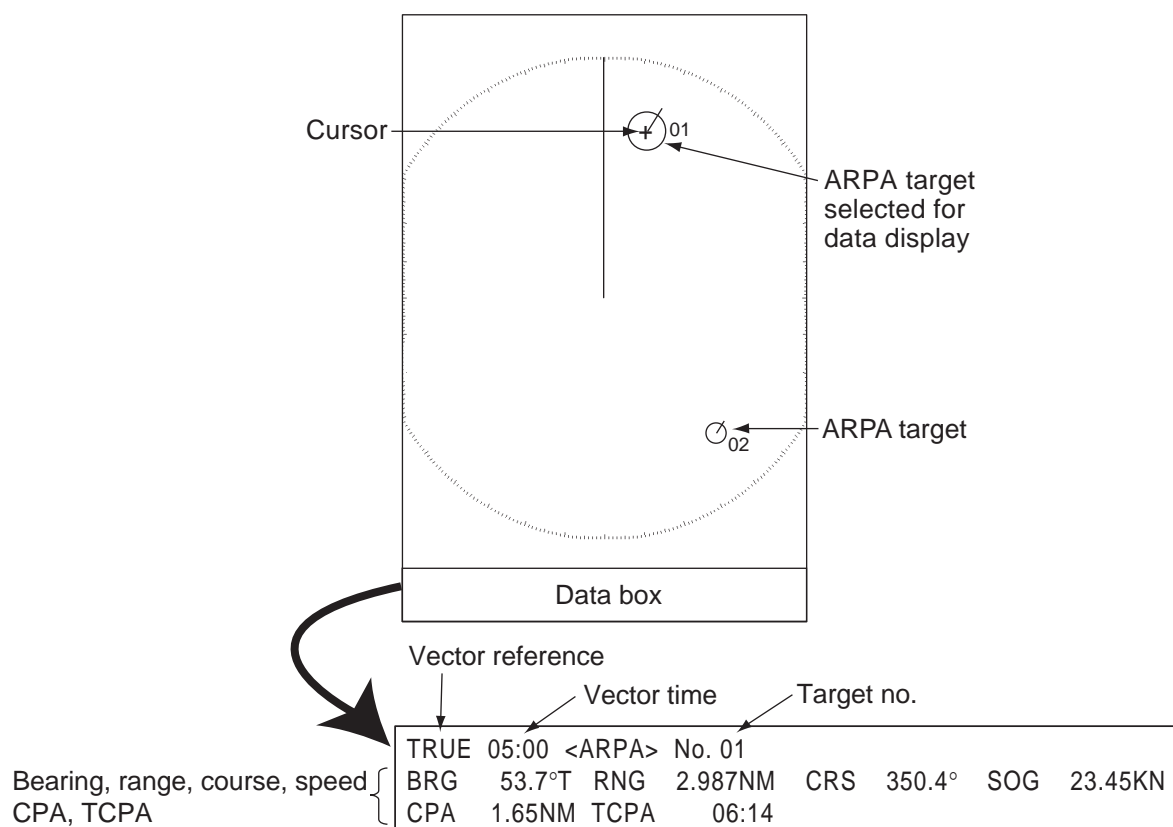 Cursor
01
ARPA target
selected for
data display
ARPA target
02
Data box
Vector reference
Vector time
Target no.
TRUE 05:00 <ARPA> No. 01
Bearing, range, course, speed
BRG 53.7°T RNG 2.987NM CRS 350.4° SOG 23.45KN
CPA, TCPA
CPA 1.65NM TCPA 06:14